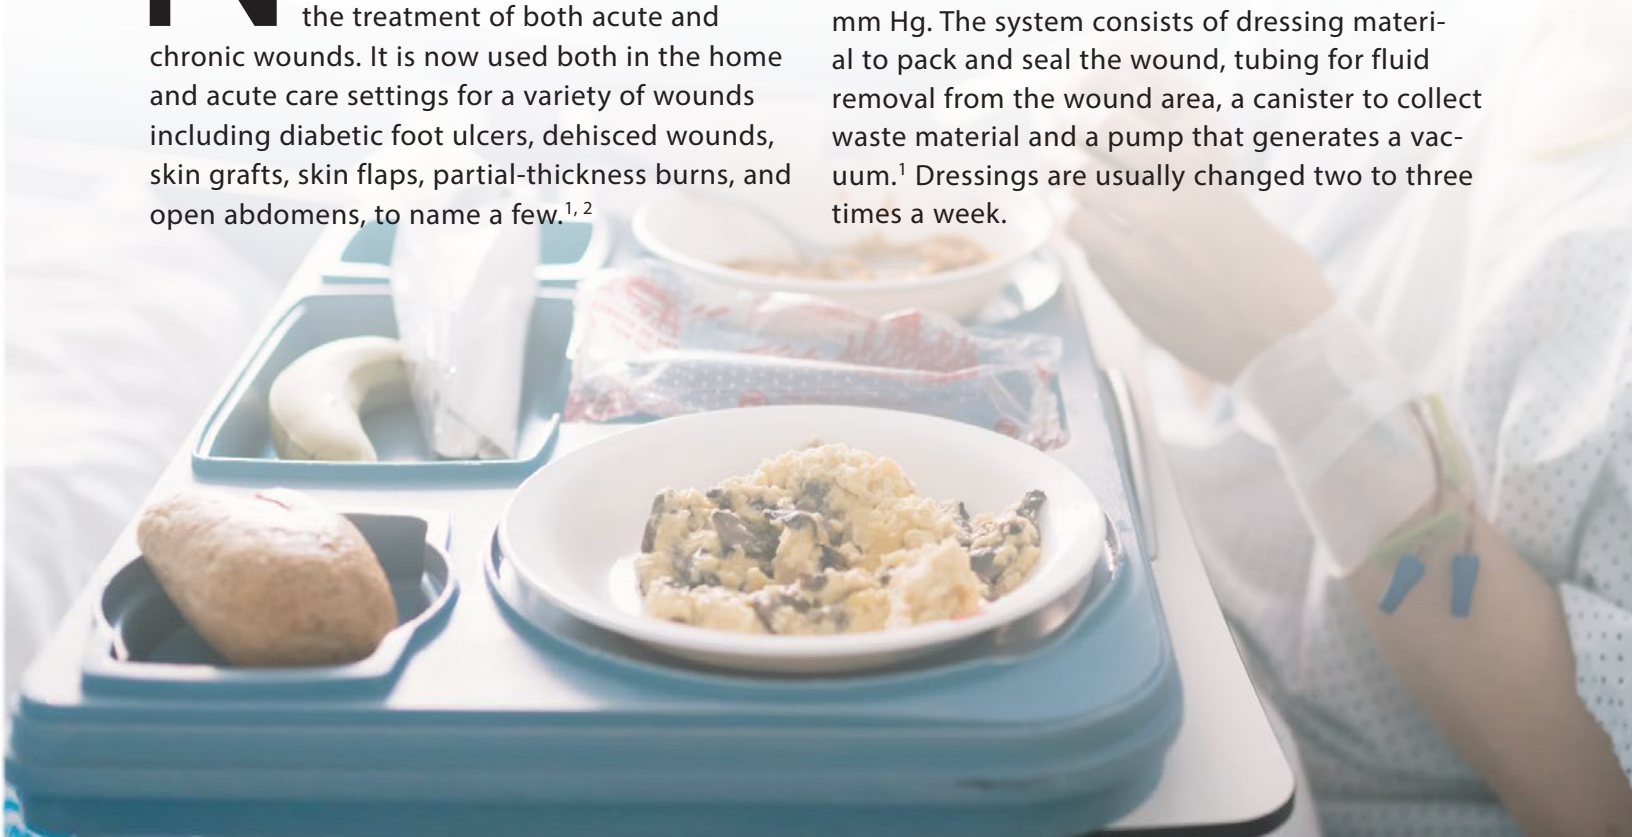 the treatment of both acute and
chronic wounds. It is now used both in the home
and acute care settings for a variety of wounds
including diabetic foot ulcers, dehisced wounds,
skin grafts, skin flaps, partial-thickness burns, and
open abdomens, to name a few.1, 2
mm Hg. The system consists of dressing materi-
al to pack and seal the wound, tubing for fluid
removal from the wound area, a canister to collect
waste material and a pump that generates a vac-
uum.1 Dressings are usually changed two to three
times a week.